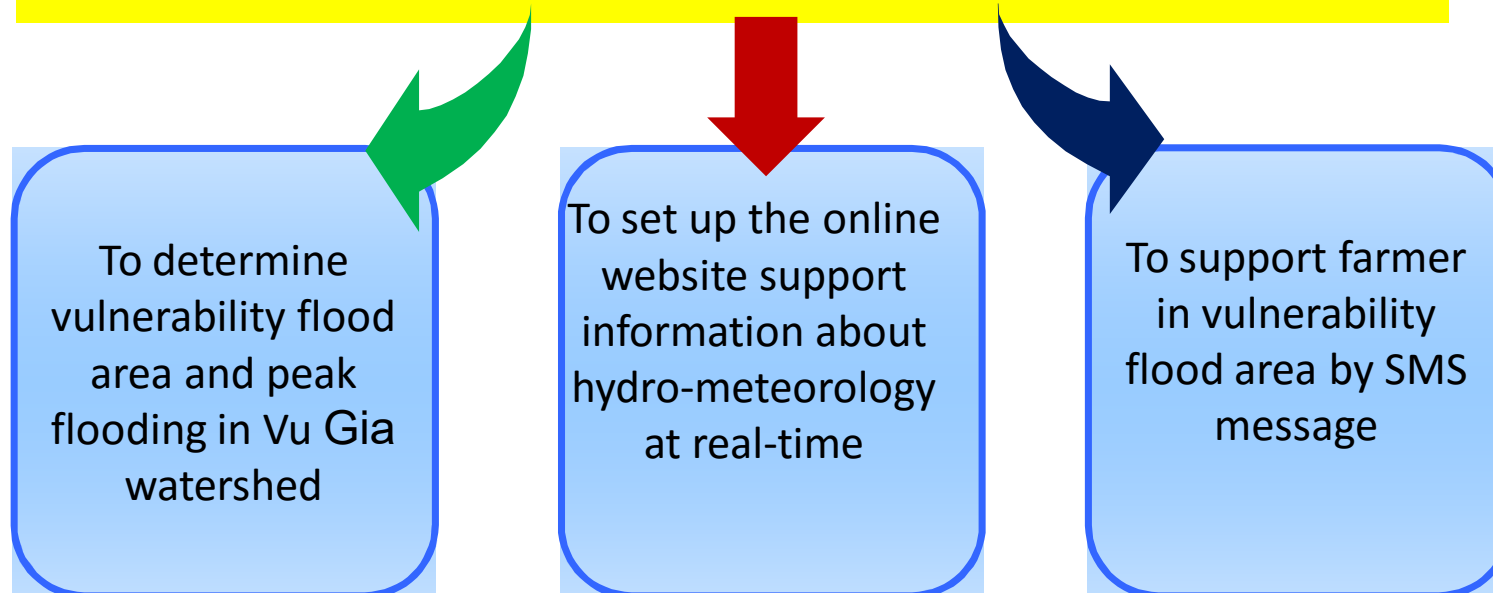 To determine
vulnerability flood
area and peak
flooding in Vu Gia
watershed
To set up the online
website support
information about
hydro-meteorology
at real-time
To support farmer
in vulnerability
flood area by SMS
message